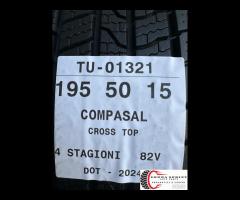 TU-01321
195 50 15
COMPASAL
CROSS TOP
4 STAGIONI 82V
DOT - 2024